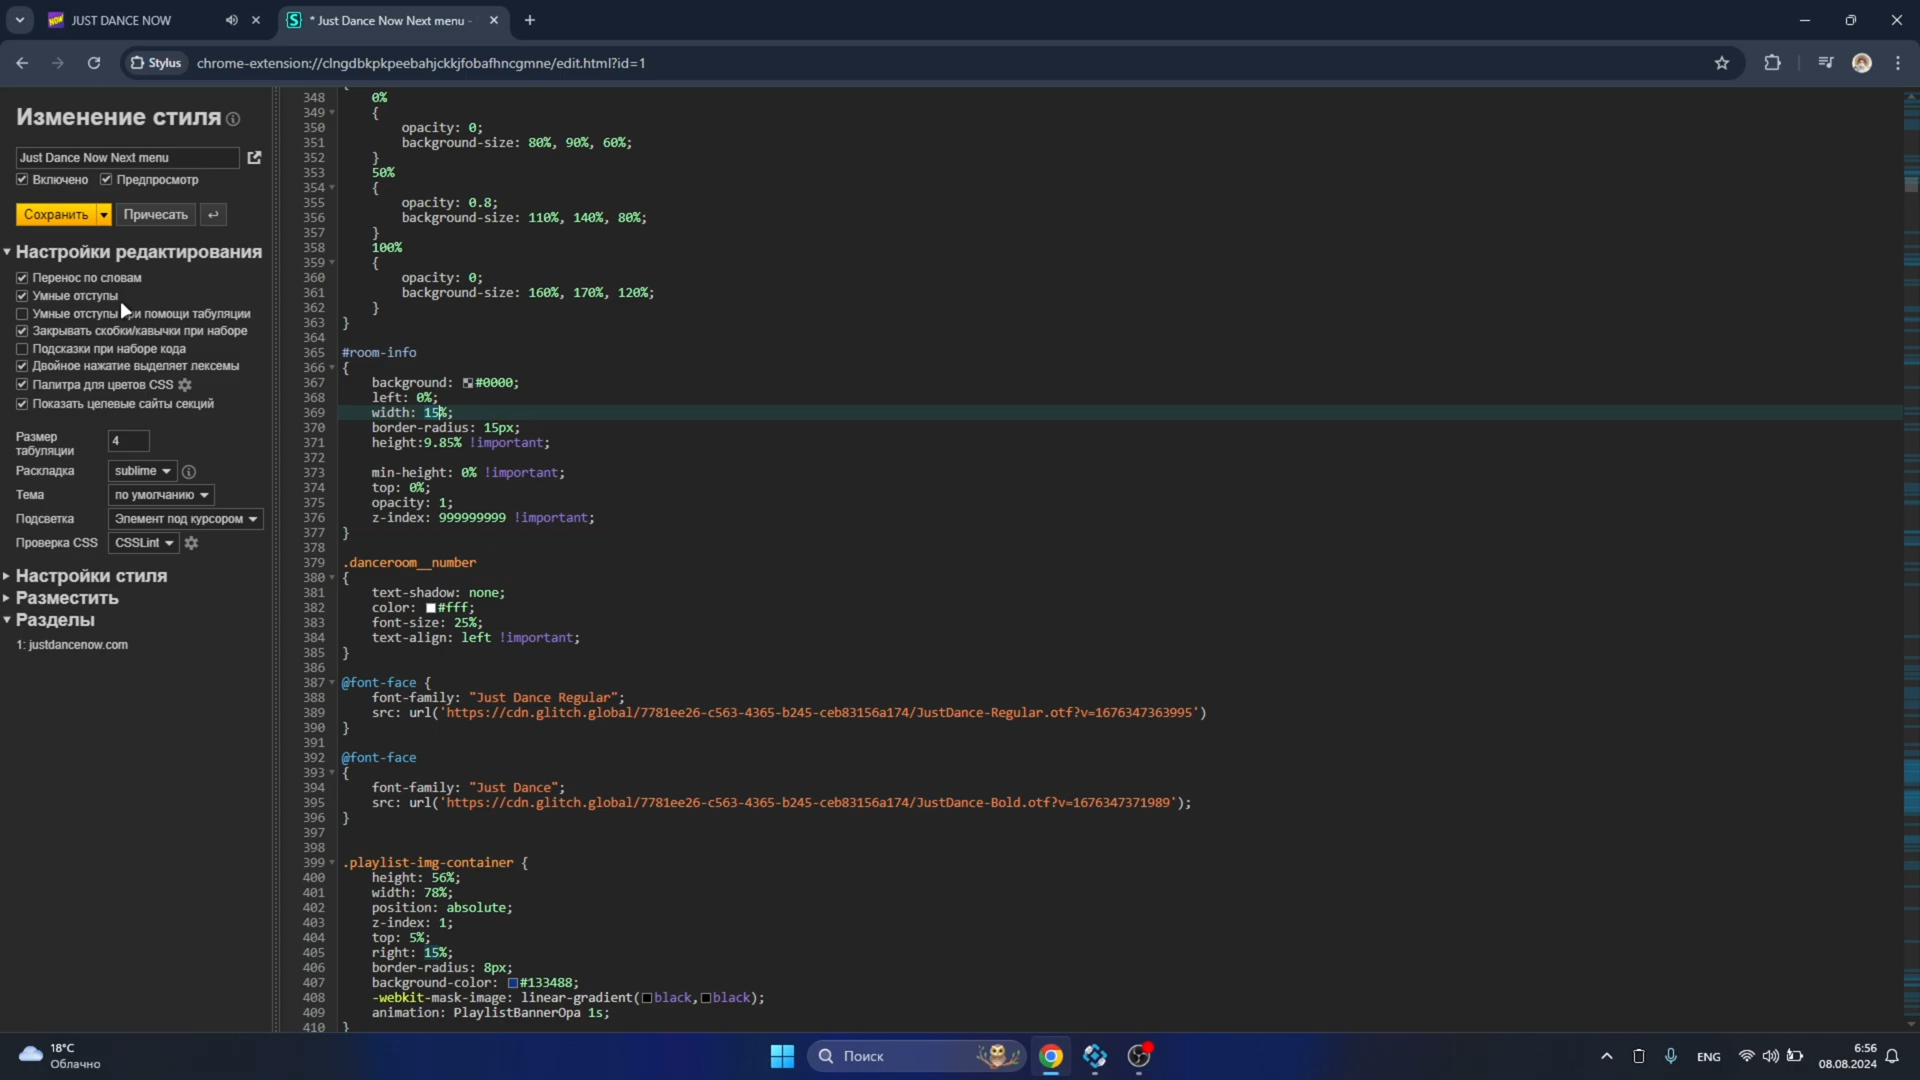 JUST DANCE NOW
* Just Dance Now Next menu -
Stylus
chrome-extension://clngdbkpkpeebahjckkjfobafhncgmne/edit.html?id=1
Изменение стиля
Just Dance Now Next menu
Включено Предпросмотр
Сохранить Причесать
Настройки редактирования
Перенос по словам
Умные отступы
Умные отступы при помощи табуляции
Закрывать скобки/кавычки при наборе
Подсказки при наборе кода
Двойное нажатие выделяет лексемы
Палитра для цветов CSS
Показать целевые сайты секций
Размер табуляции 4
Раскладка sublime
Тема по умолчанию
Подсветка Элемент под курсором
Проверка CSS CSSLint
Настройки стиля
Разместить
Разделы
1: justdancenow.com
348 0%
349 {
350 opacity: 0;
351 background-size: 80%, 90%, 60%;
352 }
353 50%
354 {
355 opacity: 0.8;
356 background-size: 110%, 140%, 80%;
357 }
358 100%
359 {
360 opacity: 0;
361 background-size: 160%, 170%, 120%;
362 }
363 }
364
365 #room-info
366 {
367 background: #0000;
368 left: 0%;
369 width: 15%;
370 border-radius: 15px;
371 height:9.85% !important;
372
373 min-height: 0% !important;
374 top: 0%;
375 opacity: 1;
376 z-index: 999999999 !important;
377 }
378
379 .danceroom__number
380 {
381 text-shadow: none;
382 color: #fff;
383 font-size: 25%;
384 text-align: left !important;
385 }
386
387 @font-face {
388 font-family: "Just Dance Regular";
389 src: url('https://cdn.glitch.global/7781ee26-c563-4365-b245-ceb83156a174/JustDance-Regular.otf?v=1676347363995')
390 }
391
392 @font-face
393 {
394 font-family: "Just Dance";
395 src: url('https://cdn.glitch.global/7781ee26-c563-4365-b245-ceb83156a174/JustDance-Bold.otf?v=1676347371989');
396 }
397
398
399 .playlist-img-container {
400 height: 56%;
401 width: 78%;
402 position: absolute;
403 z-index: 1;
404 top: 5%;
405 right: 15%;
406 border-radius: 8px;
407 background-color: #133488;
408 -webkit-mask-image: linear-gradient(black,black);
409 animation: PlaylistBannerOpa 1s;
410 }
18°C
Облачно
Поиск
ENG
6:56
08.08.2024